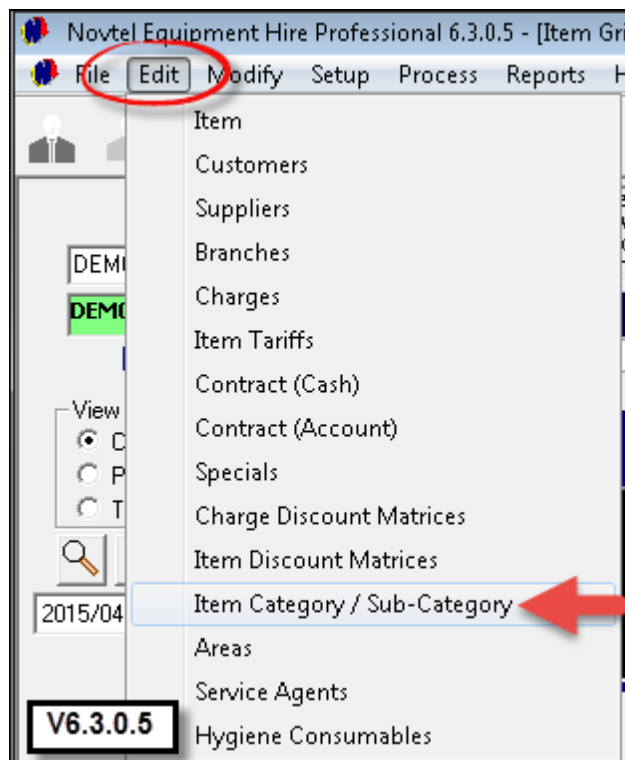 Novtel Equipment Hire Professional 6.3.0.5 - [Item Gri
File Edit Modify Setup Process Reports H
Item
Customers
Suppliers
Branches
DEM
Charges
DEMO
Item Tariffs
Contract (Cash)
View
Contract (Account)
Specials
P
T
Charge Discount Matrices
Item Discount Matrices
Item Category / Sub-Category
2015/04
Areas
Service Agents
V6.3.0.5
Hygiene Consumables